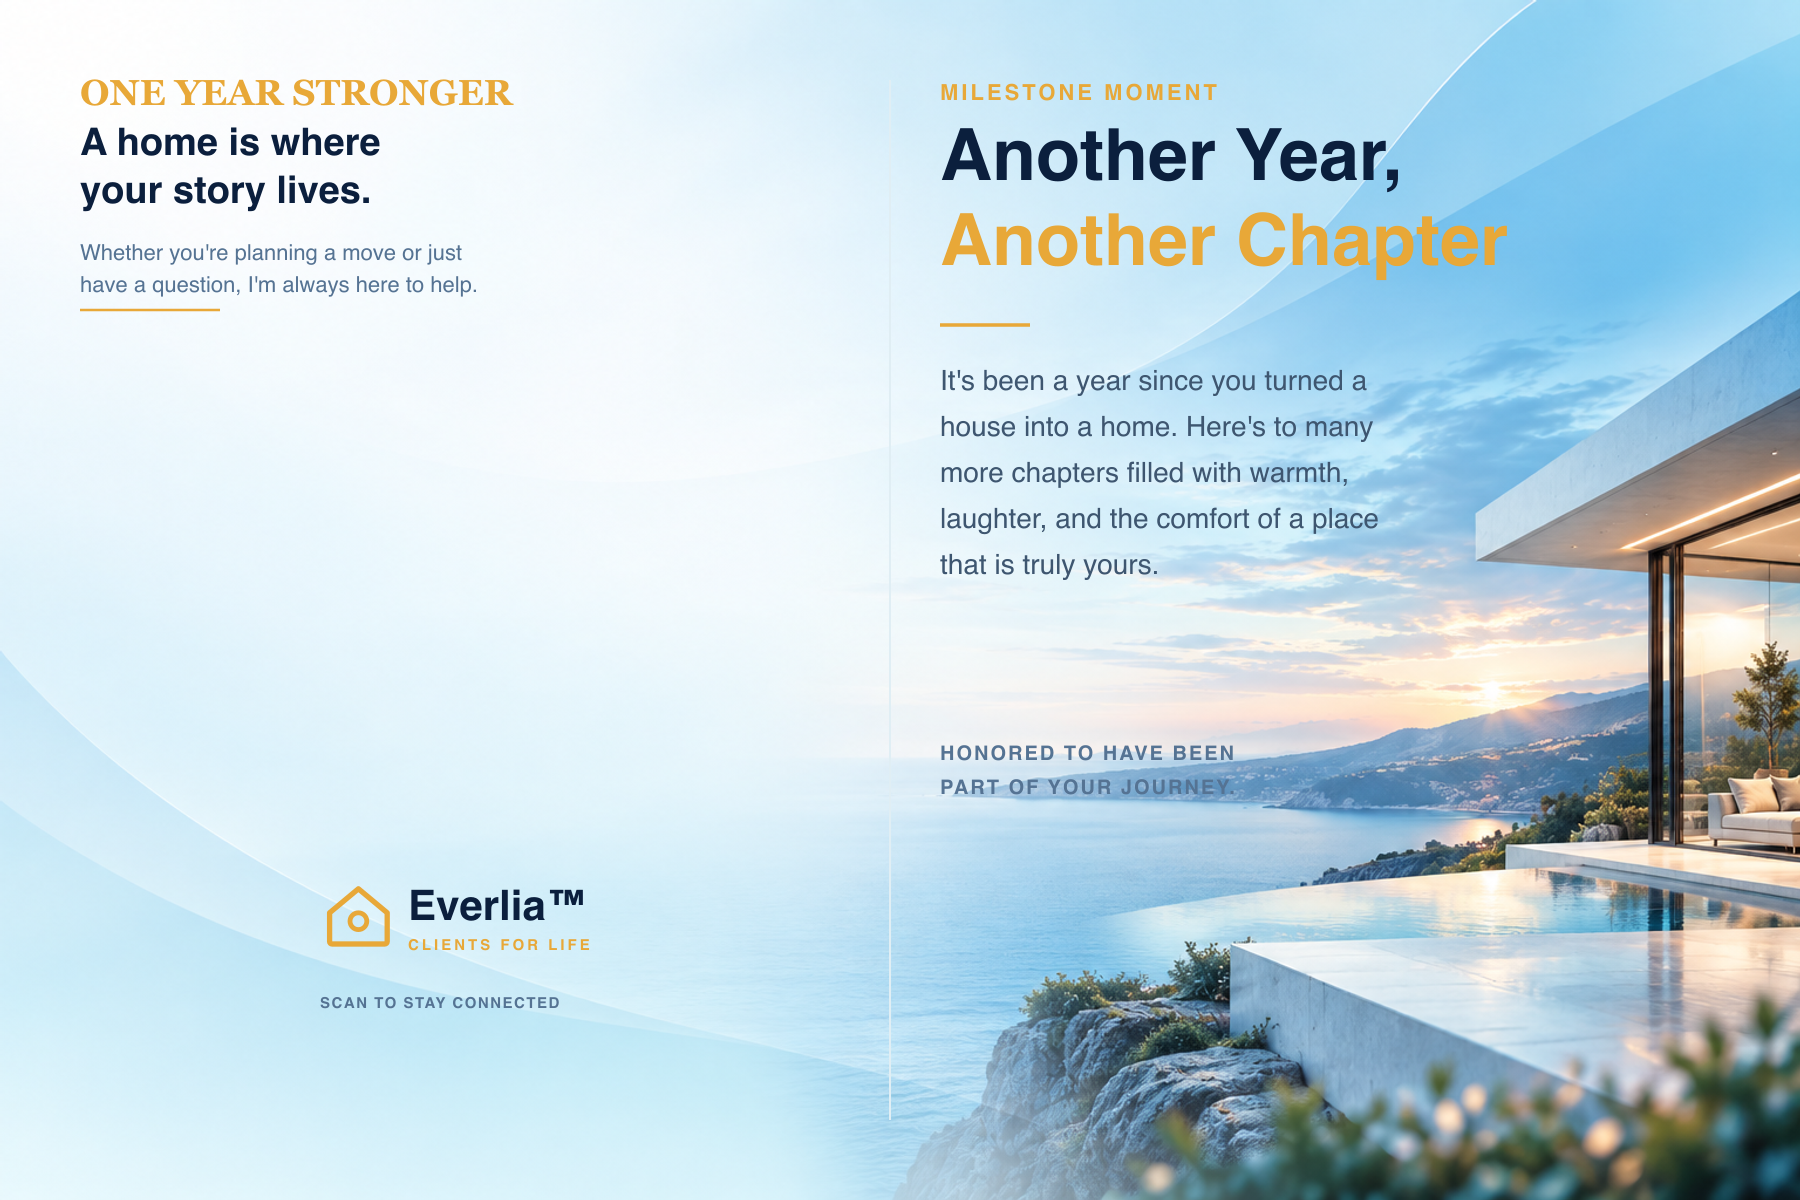 ONE YEAR STRONGER
A home is where
your story lives.
Whether you're planning a move or just
have a question, I'm always here to help.
Everlia™
CLIENTS FOR LIFE
SCAN TO STAY CONNECTED
MILESTONE MOMENT
Another Year,
Another Chapter
It's been a year since you turned a
house into a home. Here's to many
more chapters filled with warmth,
laughter, and the comfort of a place
that is truly yours.
HONORED TO HAVE BEEN
PART OF YOUR JOURNEY.